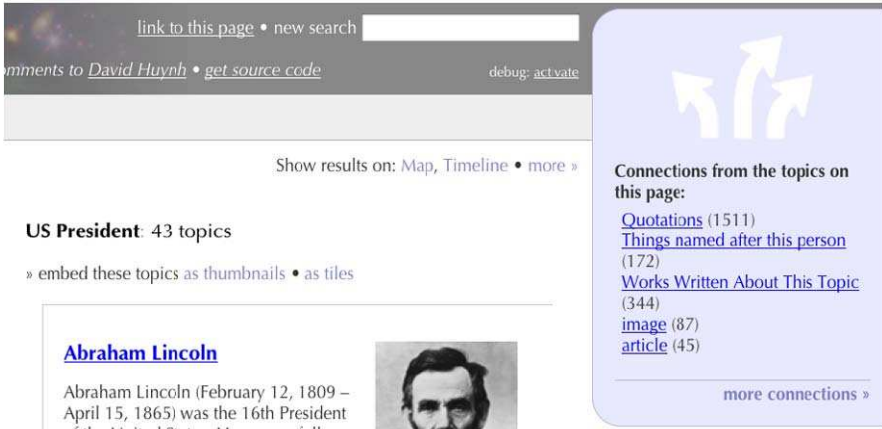 link to this page • new search
omments to David Huynh • get source code
debug: activate
Show results on: Map, Timeline • more »
US President: 43 topics
» embed these topics as thumbnails • as tiles
Abraham Lincoln
Abraham Lincoln (February 12, 1809 –
April 15, 1865) was the 16th President
Connections from the topics on
this page:
Quotations (1511)
Things named after this person
(172)
Works Written About This Topic
(344)
image (87)
article (45)
more connections »